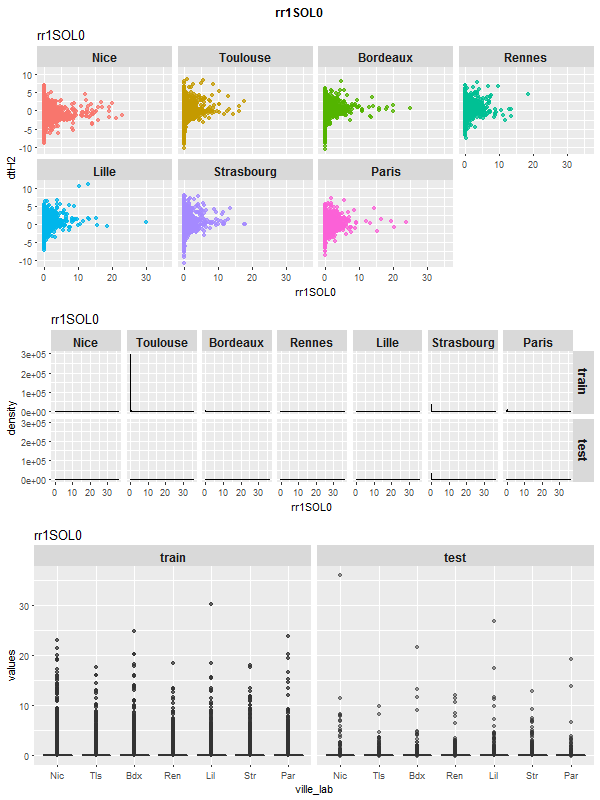 rr1SOL0
rr1SOL0
Nice Toulouse Bordeaux Rennes
10
5
0
-5
-10
0 10 20 30
Lille Strasbourg Paris
10
5
0
-5
-10
0 10 20 30 0 10 20 30 0 10 20 30
dtH2
rr1SOL0
rr1SOL0
Nice Toulouse Bordeaux Rennes Lille Strasbourg Paris
3e+05
2e+05
1e+05
0e+00
train
3e+05
2e+05
1e+05
0e+00
test
density
0 10 20 30 0 10 20 30 0 10 20 30 0 10 20 30 0 10 20 30 0 10 20 30 0 10 20 30
rr1SOL0
rr1SOL0
train test
30
20
10
0
values
Nic Tls Bdx Ren Lil Str Par Nic Tls Bdx Ren Lil Str Par
ville_lab